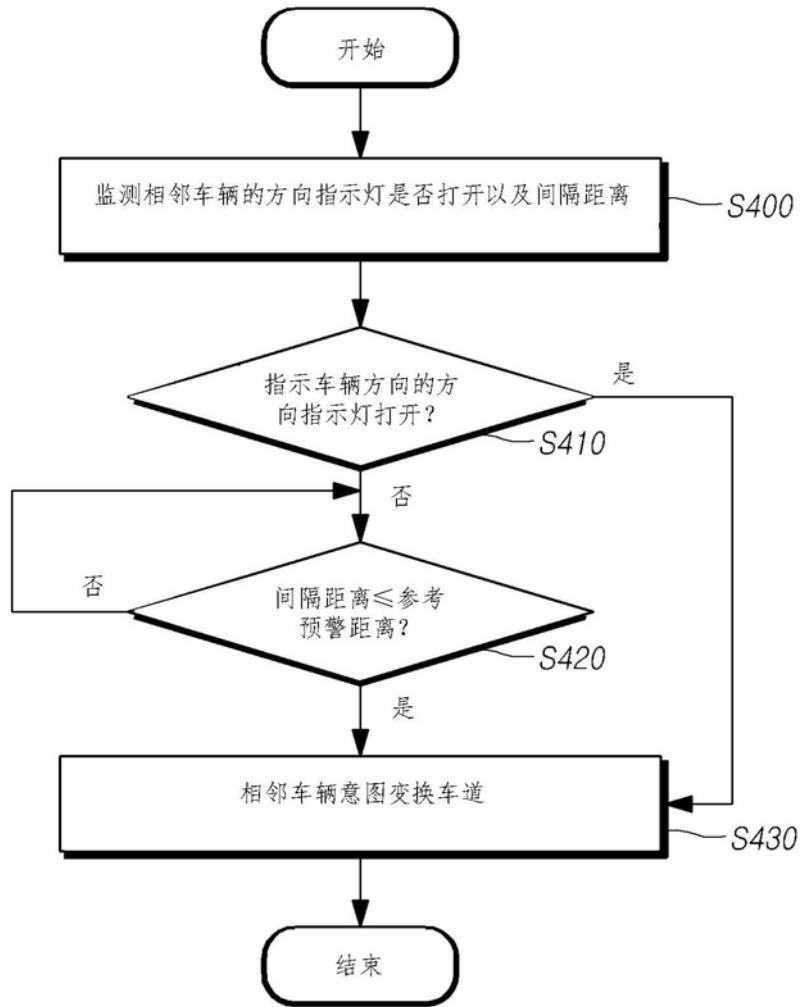 开始
监测相邻车辆的方向指示灯是否打开以及间隔距离
S400
指示车辆方向的方
向指示灯打开?
是
S410
否
否
间隔距离≤参考
预警距离?
S420
是
相邻车辆意图变换车道
S430
结束